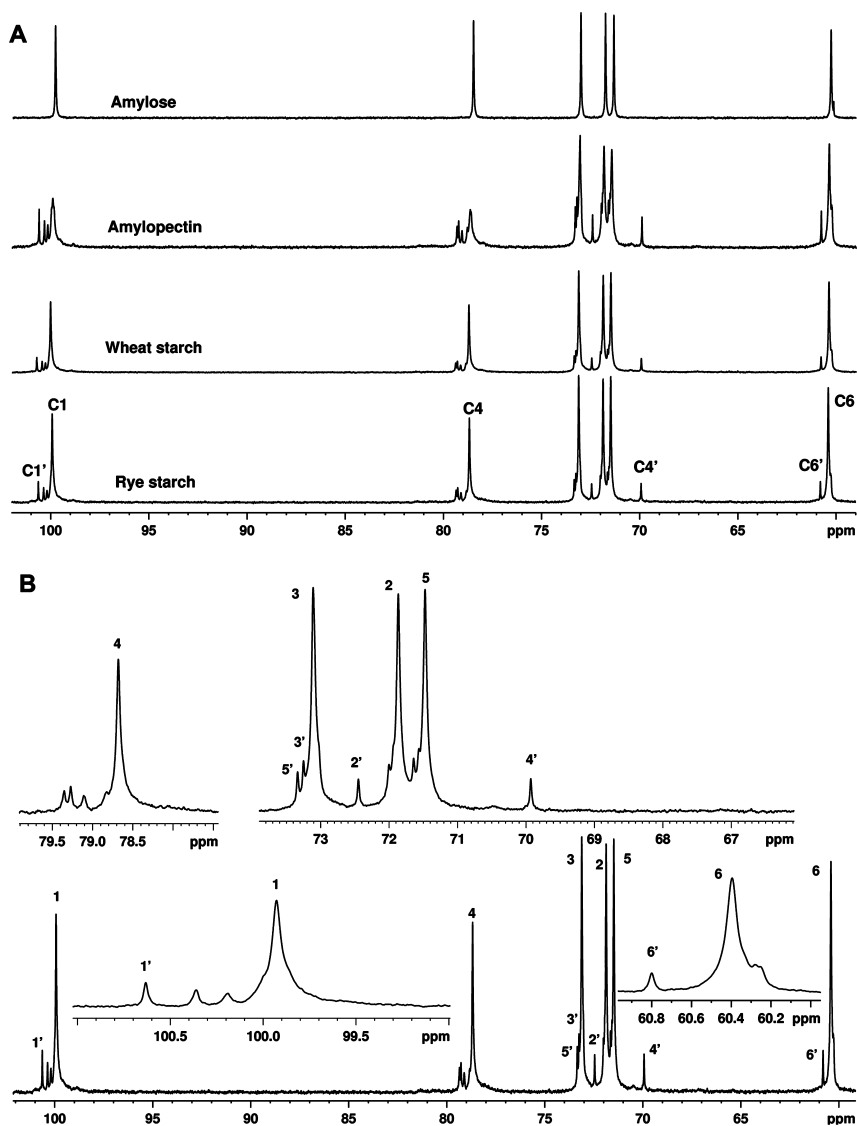 A
Amylose
Amylopectin
Wheat starch
C1
C4
C6
C1’
Rye starch
C4’
C6’
100 95 90 85 80 75 70 65 ppm
B
3 2 5
4
3’
5’ 2’ 4’
79.5 79.0 78.5 ppm 73 72 71 70 69 68 67 66 ppm
3 2 5
1 1 4 6 6
1’ 6’
100.5 100.0 99.5 ppm 60.8 60.6 60.4 60.2 ppm
3’
1’ 5’ 2’ 4’ 6’
100 95 90 85 80 75 70 65 ppm